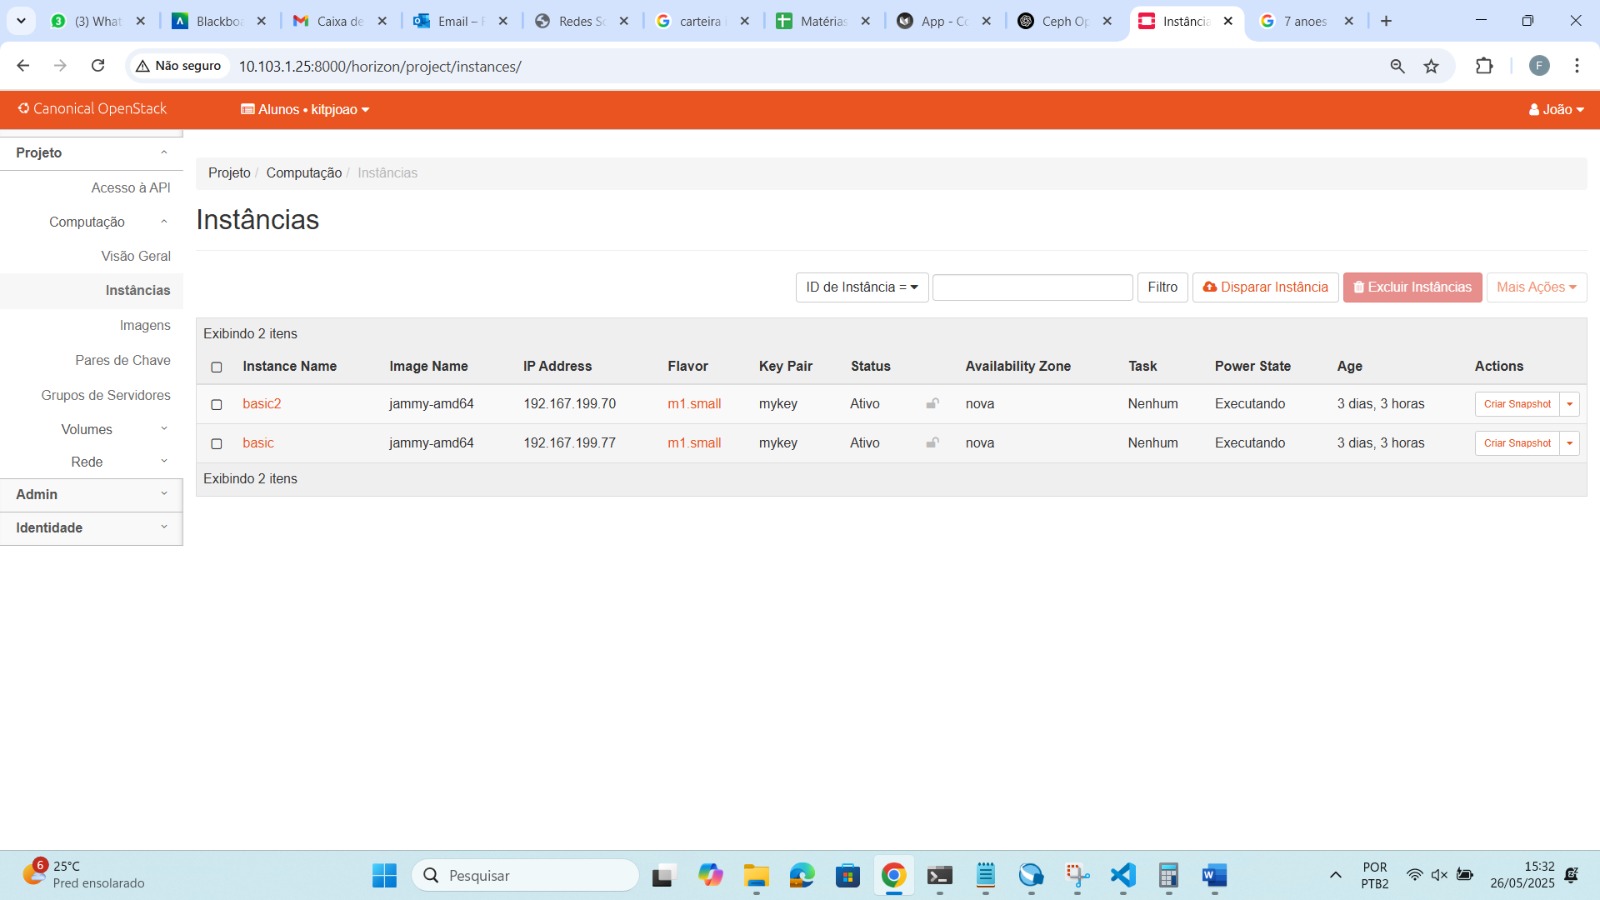 (3) What
Blackboa
Caixa de
Email –
Redes So
carteira
Matérias
App - Co
Ceph Op
Instância
7 anoes
Não seguro
10.103.1.25:8000/horizon/project/instances/
F
Canonical OpenStack
Alunos • kitpjoao
João
Projeto
Acesso à API
Computação
Visão Geral
Instâncias
Imagens
Pares de Chave
Grupos de Servidores
Volumes
Rede
Admin
Identidade
Projeto / Computação / Instâncias
Instâncias
ID de Instância = Filtro Disparar Instância Excluir Instâncias Mais Ações
Exibindo 2 itens
Instance Name Image Name IP Address Flavor Key Pair Status Availability Zone Task Power State Age Actions
basic2 jammy-amd64 192.167.199.70 m1.small mykey Ativo nova Nenhum Executando 3 dias, 3 horas Criar Snapshot
basic jammy-amd64 192.167.199.77 m1.small mykey Ativo nova Nenhum Executando 3 dias, 3 horas Criar Snapshot
Exibindo 2 itens
6
25°C
Pred ensolarado
Pesquisar
POR
PTB2
15:32
26/05/2025